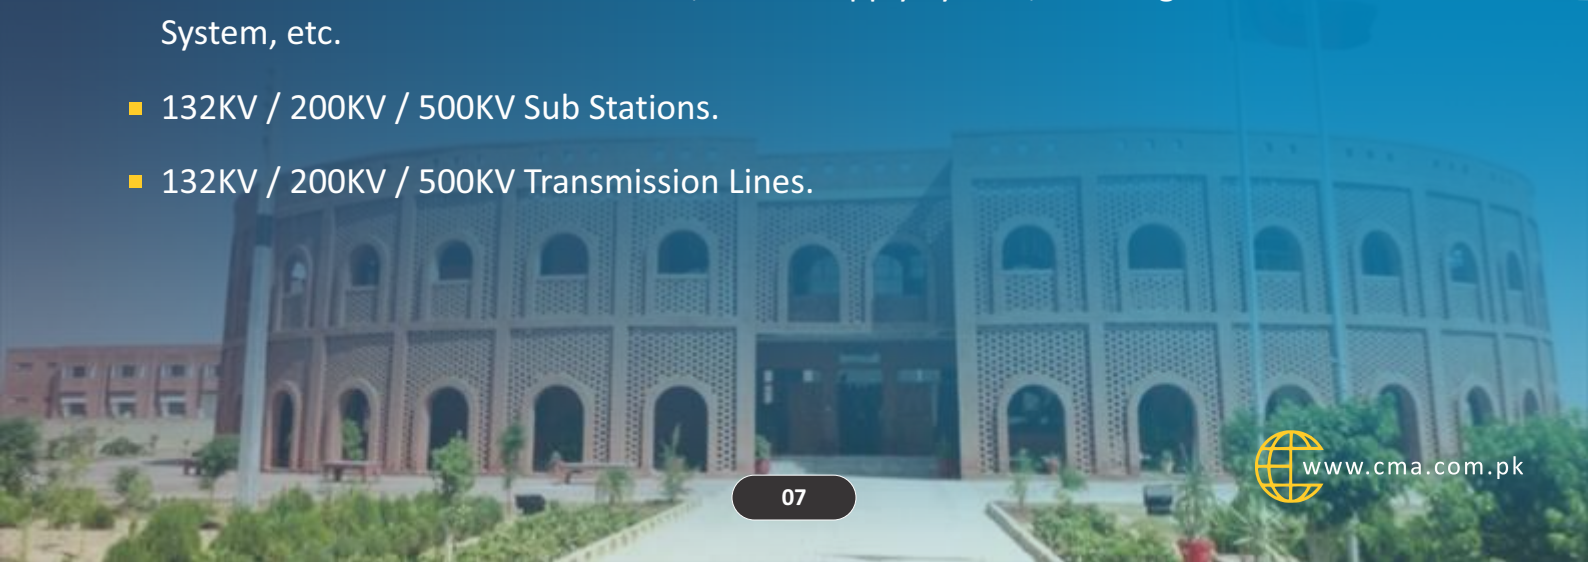 System, etc.
132KV / 200KV / 500KV Sub Stations.
132KV / 200KV / 500KV Transmission Lines.
07
www.cma.com.pk